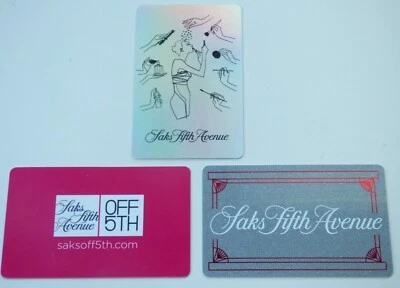 Saks Fifth Avenue
Saks
Fifth
Avenue
OFF
5TH
saksoff5th.com
Saks Fifth Avenue